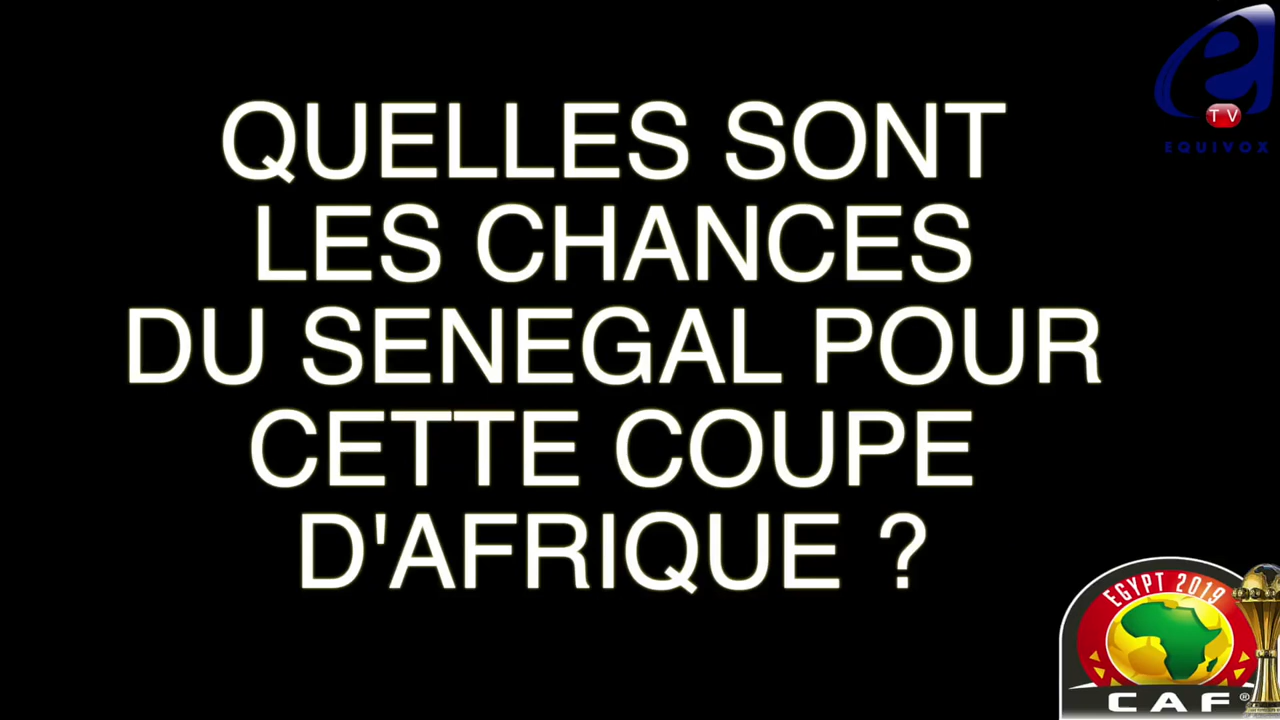 QUELLES SONT
LES CHANCES
DU SENEGAL POUR
CETTE COUPE
D'AFRIQUE ?
e
TV
EQUIVOX
EGYPT 2019
CAF®